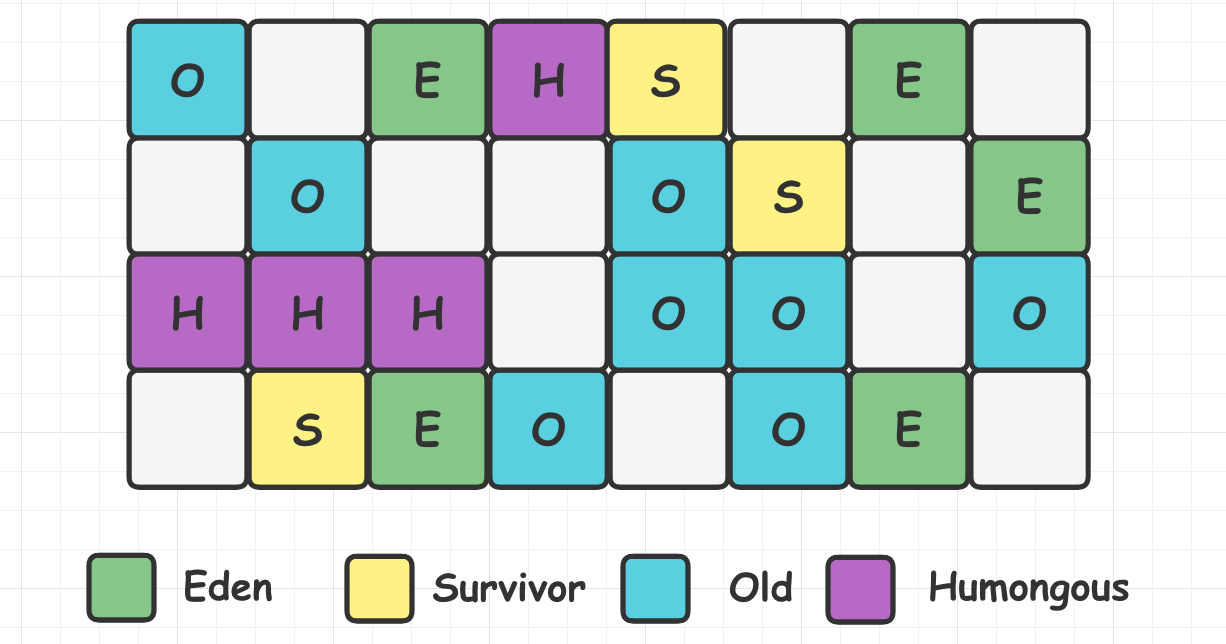 O E H S E
O O S E
H H H O O O
S E O O E
Eden Survivor Old Humongous